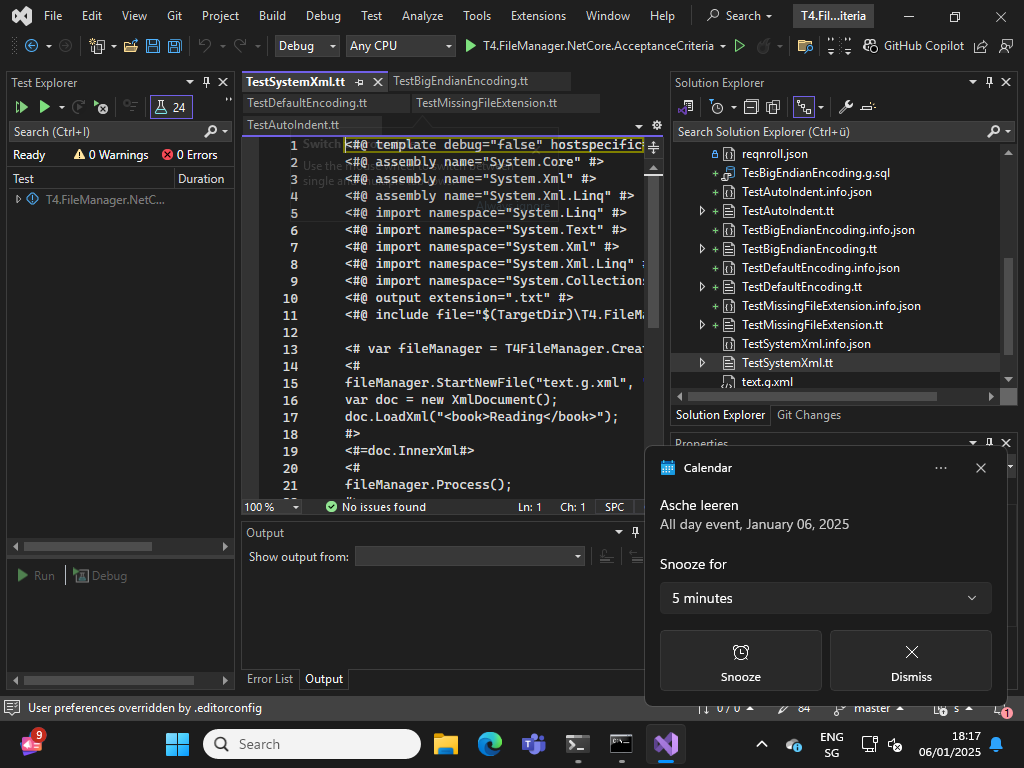 File Edit View Git Project Build Debug Test Analyze Tools Extensions Window Help Search T4.Fil...iteria
Debug Any CPU T4.FileManager.NetCore.AcceptanceCriteria GitHub Copilot
Test Explorer
24
Search (Ctrl+I)
Ready 0 Warnings 0 Errors
Test Duration
T4.FileManager.NetC...
Run Debug
TestSystemXml.tt TestBigEndianEncoding.tt
TestDefaultEncoding.tt TestMissingFileExtension.tt
TestAutoIndent.tt
1 <#@ template debug="false" hostspecific
2 <#@ assembly name="System.Core" #>
3 <#@ assembly name="System.Xml" #>
4 <#@ assembly name="System.Xml.Linq" #>
5 <#@ import namespace="System.Linq" #>
6 <#@ import namespace="System.Text" #>
7 <#@ import namespace="System.Xml" #>
8 <#@ import namespace="System.Xml.Linq"
9 <#@ import namespace="System.Collection
10 <#@ output extension=".txt" #>
11 <#@ include file="$(TargetDir)\T4.FileMa
12
13 <# var fileManager = T4FileManager.Crea
14 <#
15 fileManager.StartNewFile("text.g.xml",
16 var doc = new XmlDocument();
17 doc.LoadXml("<book>Reading</book>");
18 #>
19 <#=doc.InnerXml#>
20 <#
21 fileManager.Process();
100 % No issues found Ln: 1 Ch: 1 SPC
Output
Show output from:
Error List Output
Solution Explorer
Search Solution Explorer (Ctrl+ü)
reqnroll.json
TesBigEndianEncoding.g.sql
TestAutoIndent.info.json
TestAutoIndent.tt
TestBigEndianEncoding.info.json
TestBigEndianEncoding.tt
TestDefaultEncoding.info.json
TestDefaultEncoding.tt
TestMissingFileExtension.info.json
TestMissingFileExtension.tt
TestSystemXml.info.json
TestSystemXml.tt
text.g.xml
Solution Explorer Git Changes
Properties
Calendar
Asche leeren
All day event, January 06, 2025
Snooze for
5 minutes
Snooze Dismiss
User preferences overridden by .editorconfig 0 / 0 84 master s 1
9 Search ENG SG 18:17 06/01/2025